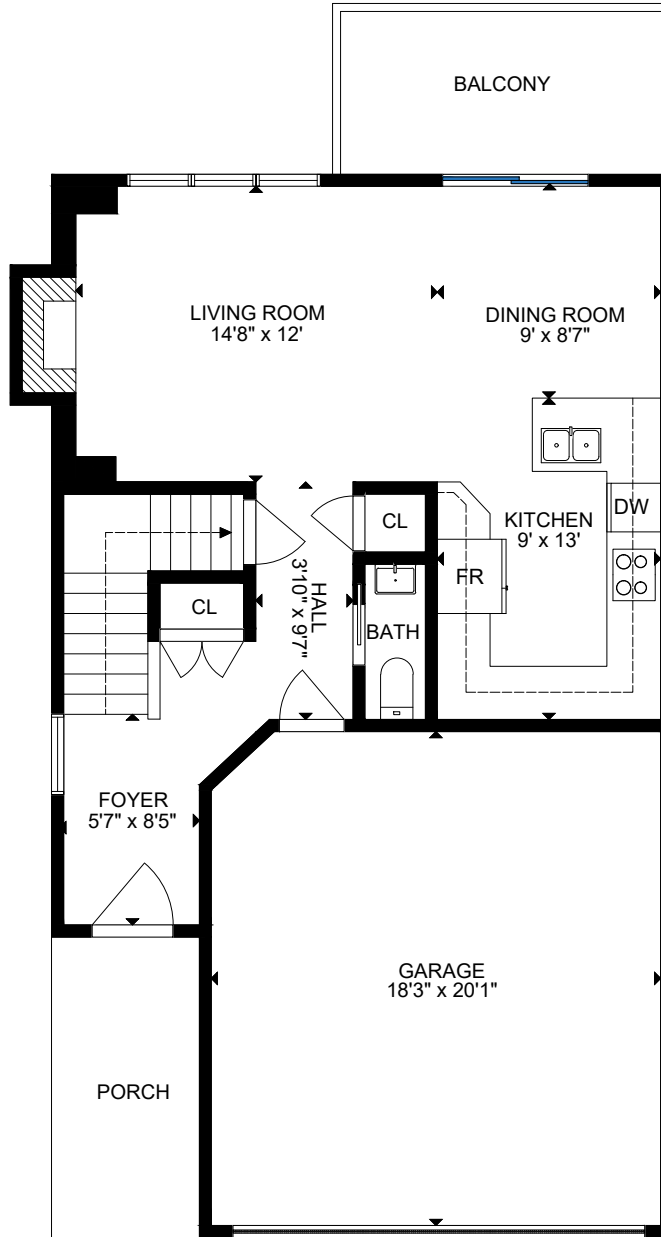 BALCONY
LIVING ROOM
14'8" x 12'
DINING ROOM
9' x 8'7"
CL
KITCHEN
9' x 13'
DW
FR
HALL
3'10" x 9'7"
CL
BATH
FOYER
5'7" x 8'5"
GARAGE
18'3" x 20'1"
PORCH